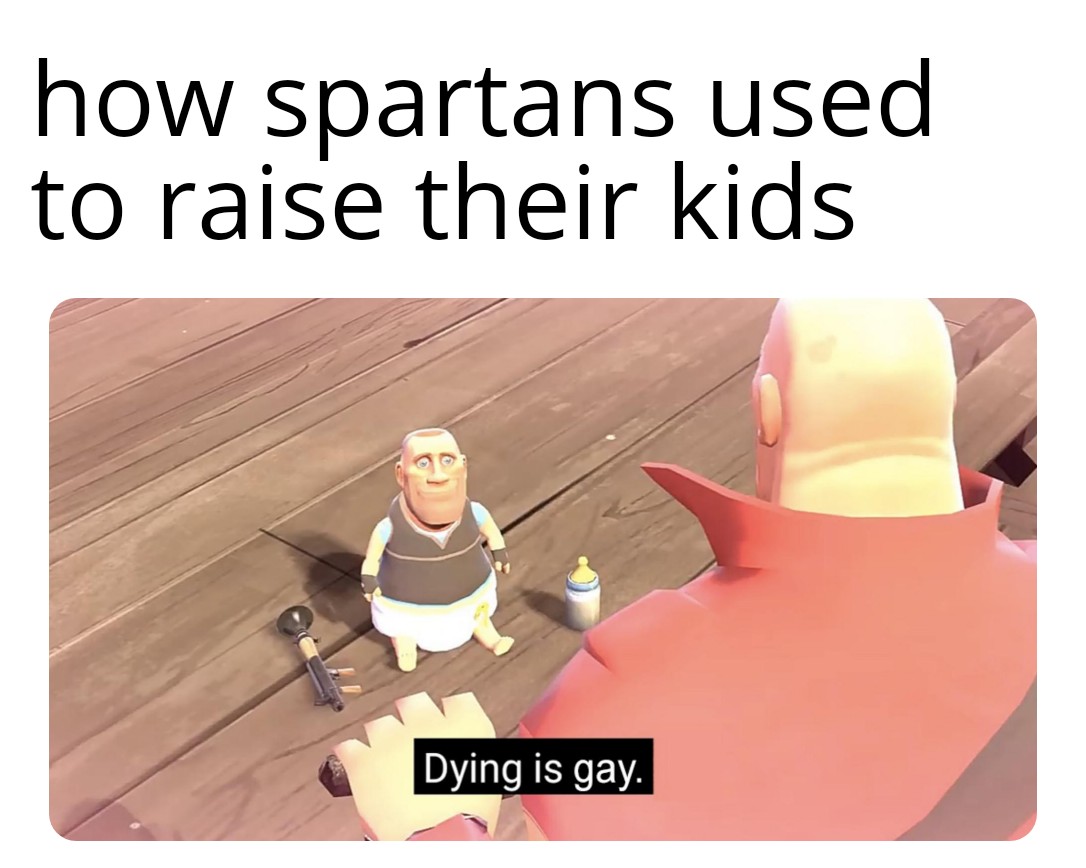 how spartans used
to raise their kids
Dying is gay.